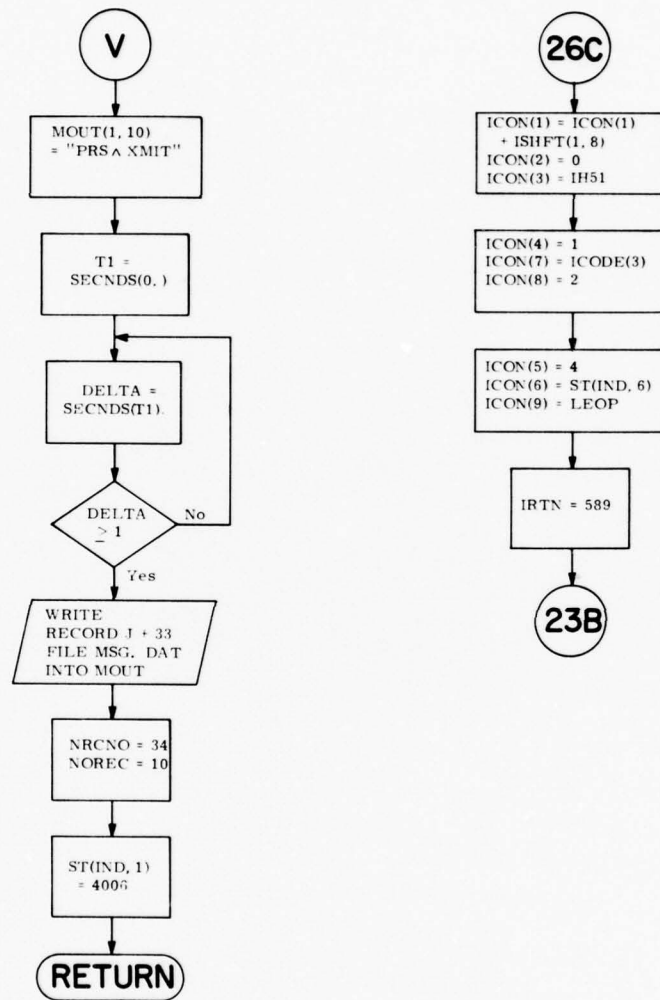 V
MOUT(1, 10)
= "PRS ∧ XMIT"
T1 =
SECNDS(0. )
DELTA =
SECNDS(T1).
DELTA
≥ 1
No
Yes
WRITE
RECORD J + 33
FILE MSG. DAT
INTO MOUT
NRCNO = 34
NOREC = 10
ST(IND, 1)
= 4006
RETURN
26C
ICON(1) = ICON(1)
+ ISHFT(1, 8)
ICON(2) = 0
ICON(3) = IH51
ICON(4) = 1
ICON(7) = ICODE(3)
ICON(8) = 2
ICON(5) = 4
ICON(6) = ST(IND, 6)
ICON(9) = LEOP
IRTN = 589
23B